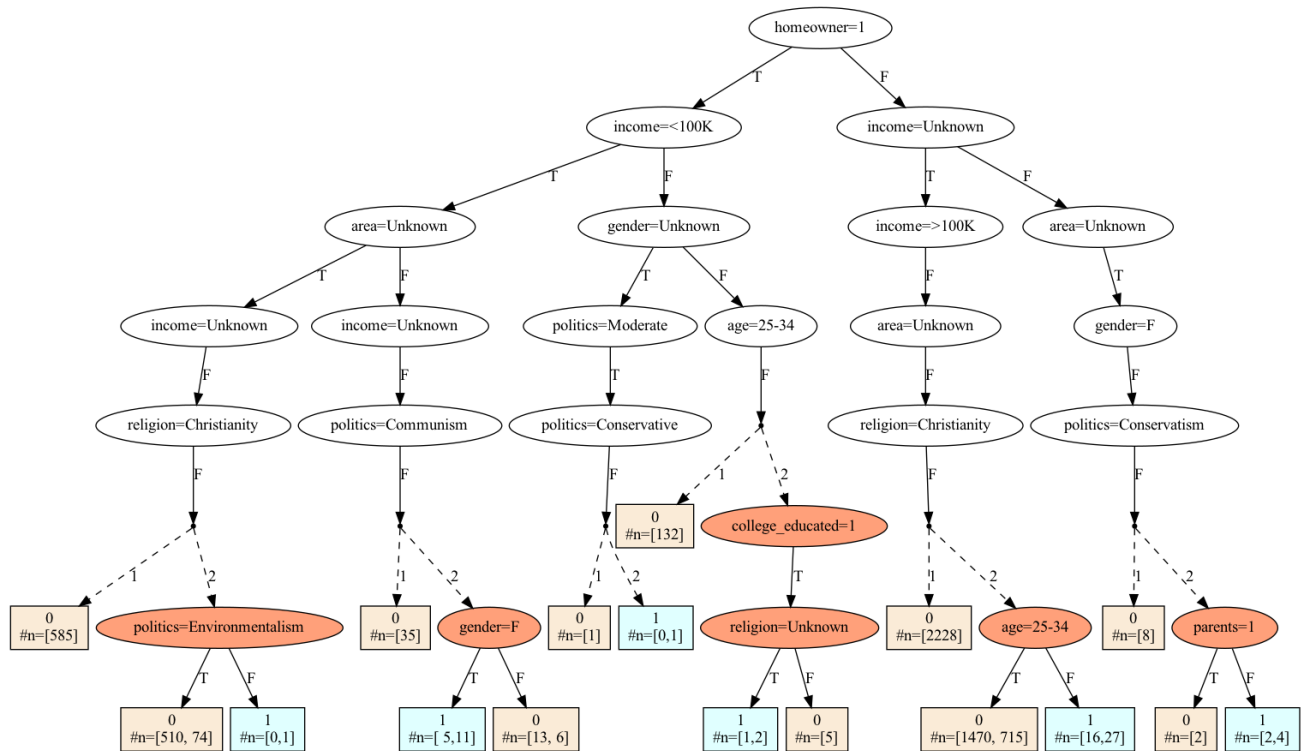 homeowner=1
T
F
income=<100K
income=Unknown
T
F
T
F
area=Unknown
gender=Unknown
income=>100K
area=Unknown
T
F
T
F
F
T
income=Unknown
income=Unknown
politics=Moderate
age=25-34
area=Unknown
gender=F
F
F
T
F
F
F
religion=Christianity
politics=Communism
politics=Conservative
religion=Christianity
politics=Conservatism
F
F
F
1
2
F
F
0
#n=[132]
college_educated=1
1
2
1
2
1
2
T
1
2
1
2
0
#n=[585]
politics=Environmentalism
0
#n=[35]
gender=F
0
#n=[1]
1
#n=[0,1]
religion=Unknown
0
#n=[2228]
age=25-34
0
#n=[8]
parents=1
T
F
T
F
T
F
T
F
T
F
0
#n=[510, 74]
1
#n=[0,1]
1
#n=[ 5,11]
0
#n=[13, 6]
1
#n=[1,2]
0
#n=[5]
0
#n=[1470, 715]
1
#n=[16,27]
0
#n=[2]
1
#n=[2,4]